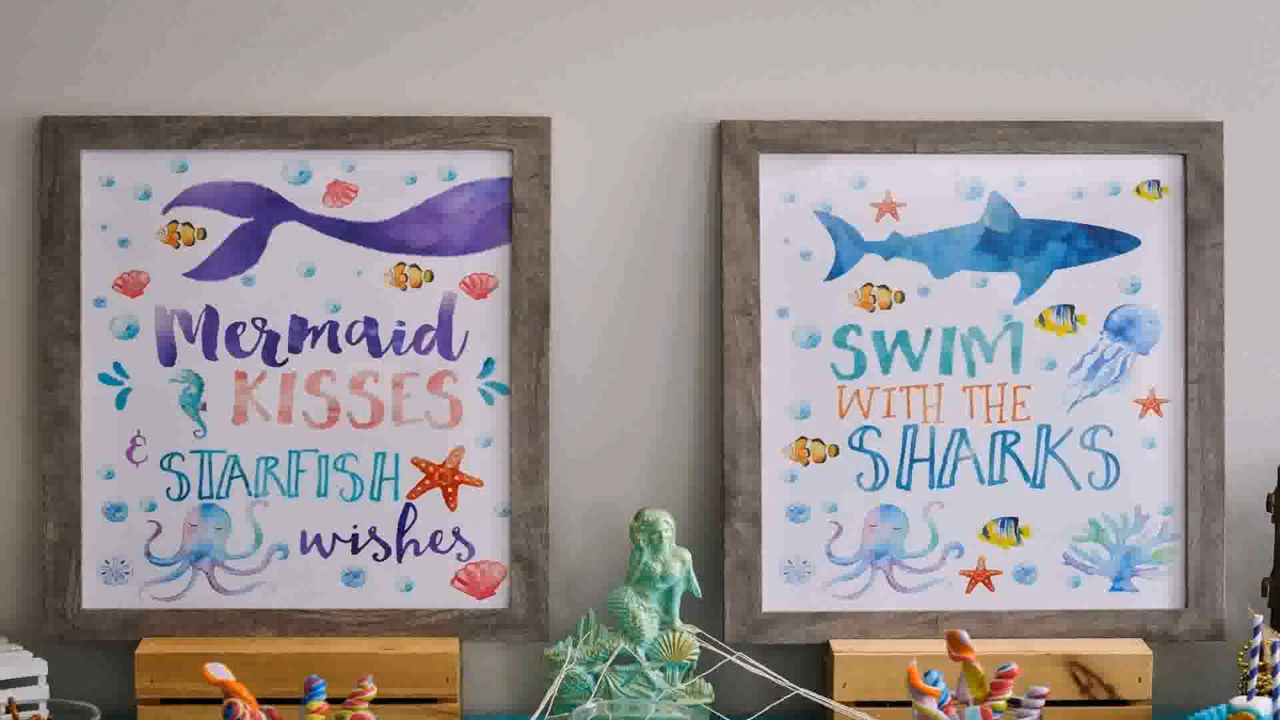 Mermaid
KISSES
& STARFISH
wishes
SWIM
WITH THE
SHARKS